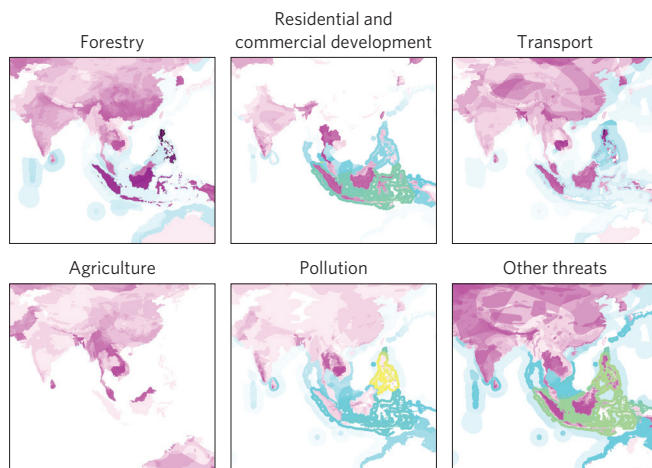 Forestry
Residential and
commercial development
Transport
Agriculture
Pollution
Other threats